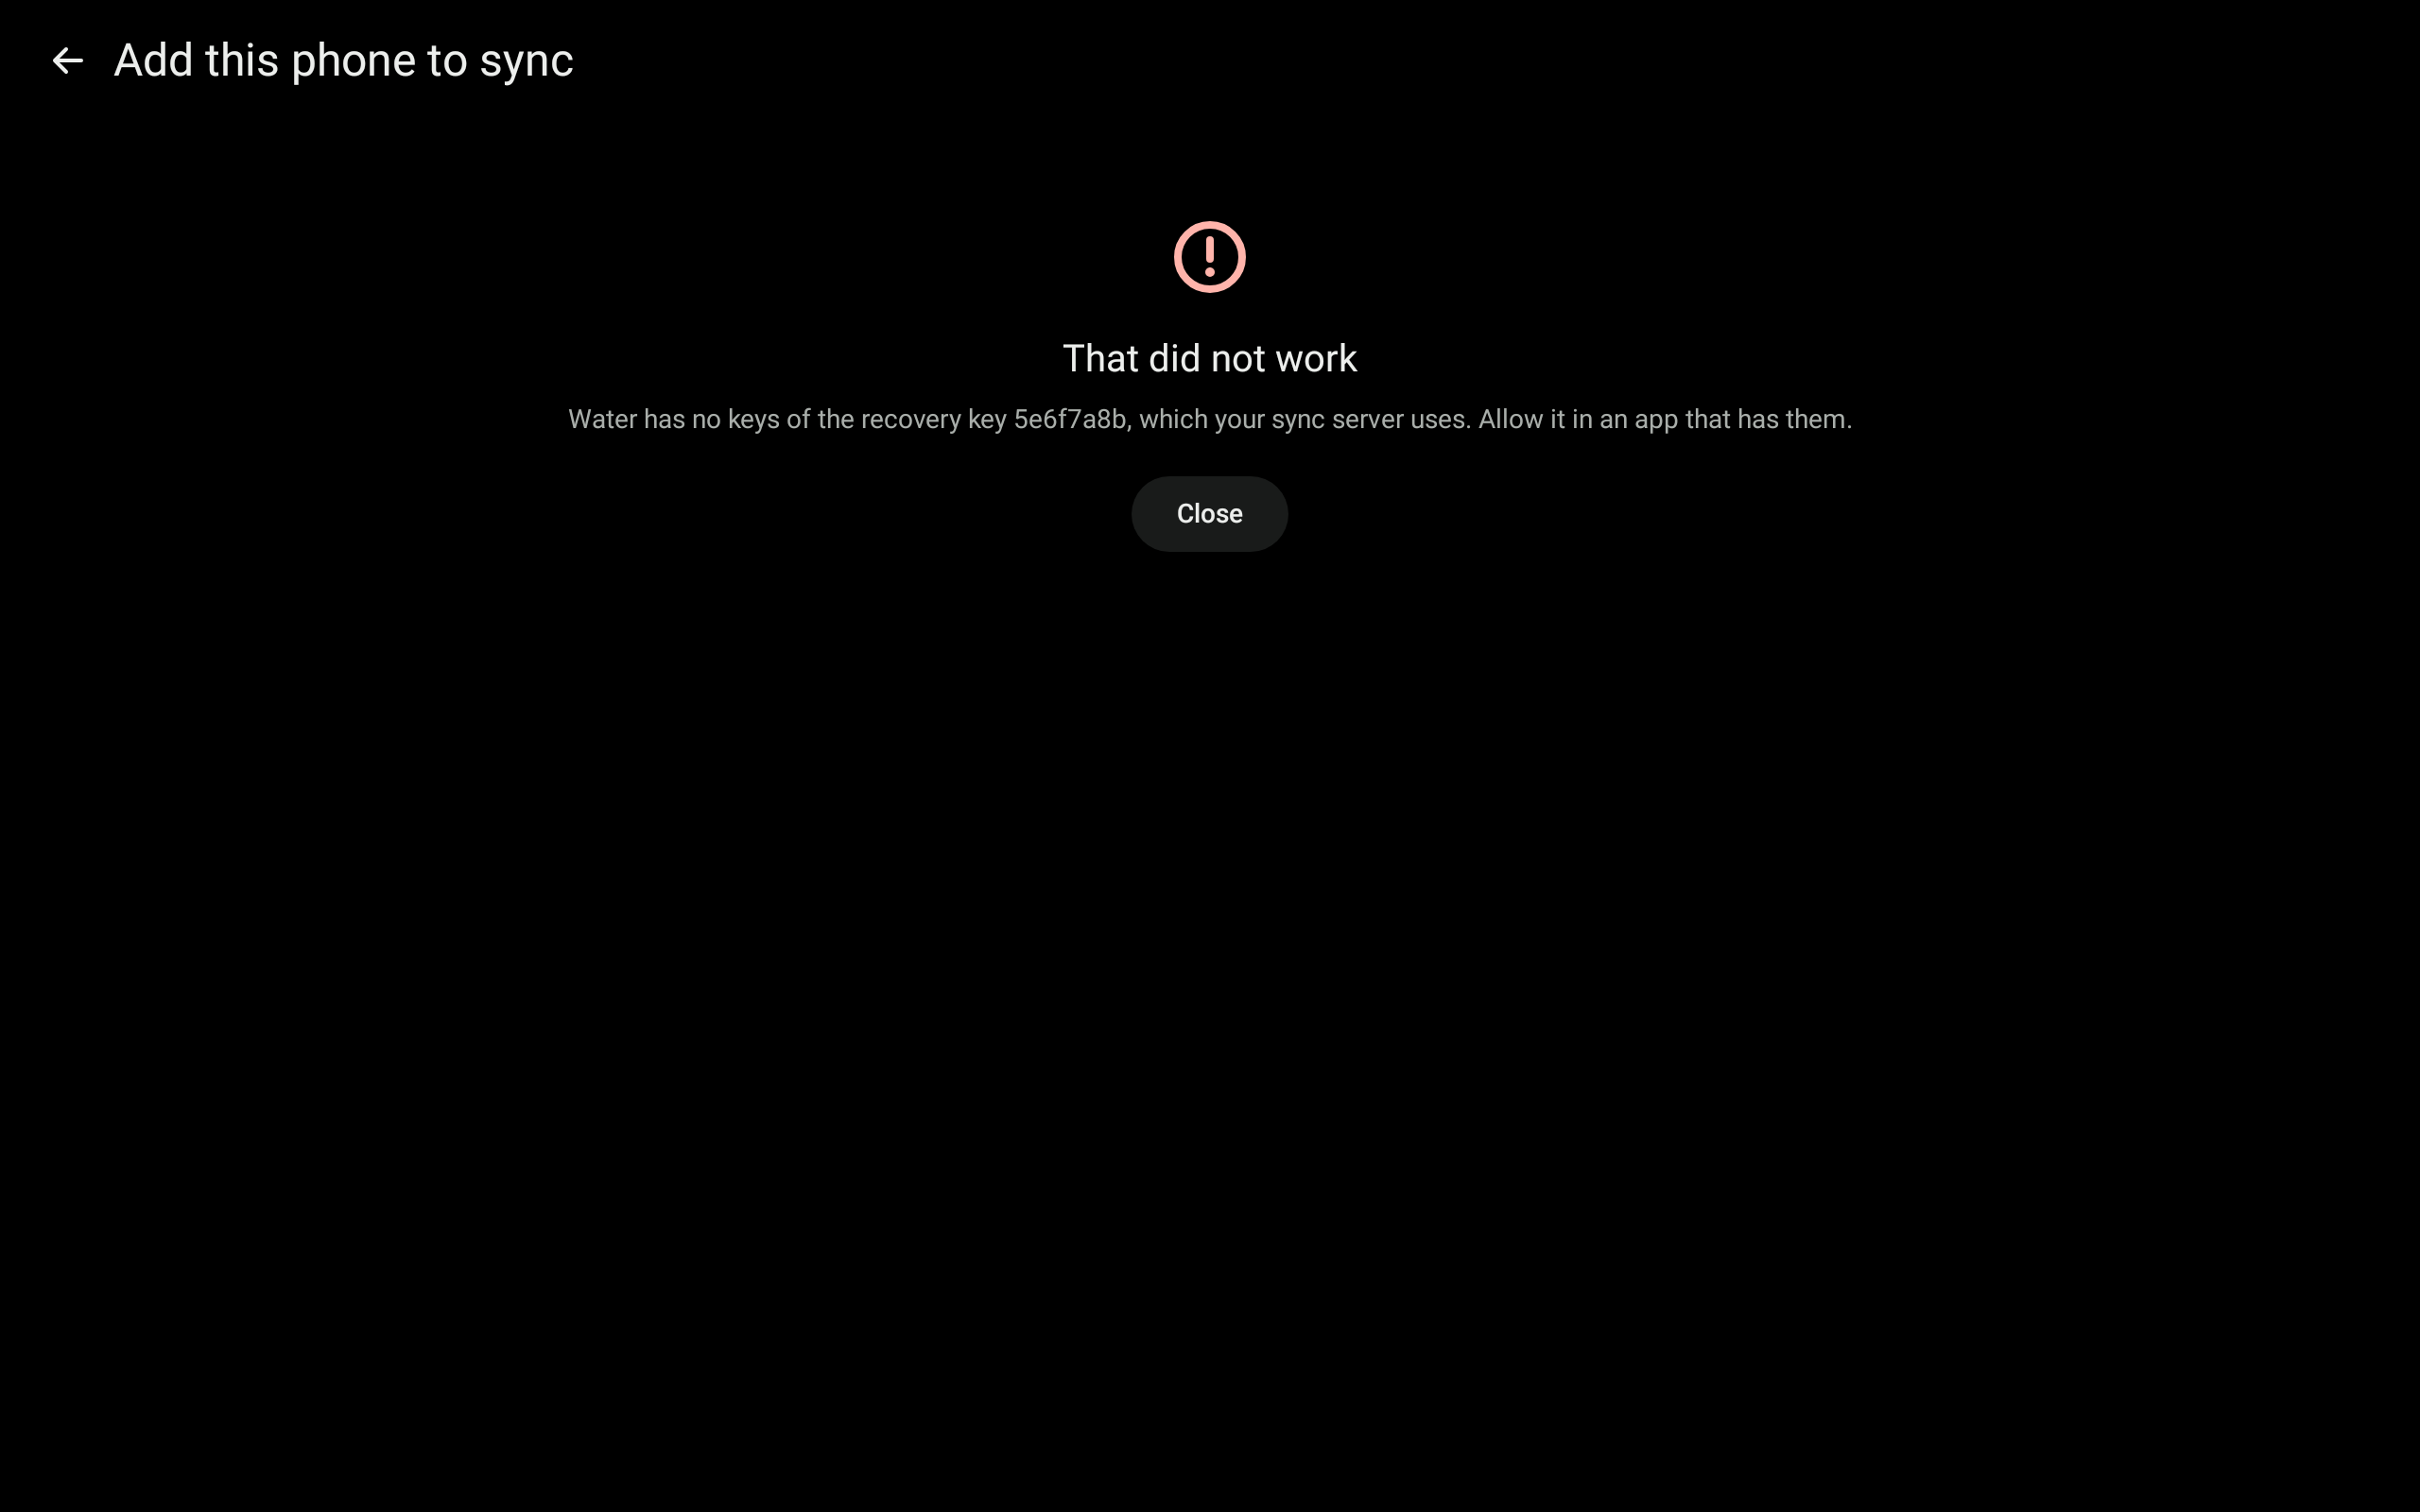 Add this phone to sync
That did not work
Water has no keys of the recovery key 5e6f7a8b, which your sync server uses. Allow it in an app that has them.
Close